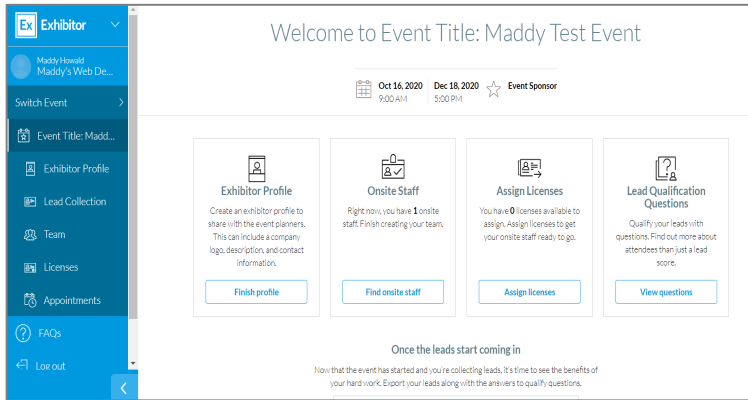 Ex Exhibitor
Maddy Howald
Maddy's Web De...
Switch Event
Event Title: Madd...
Exhibitor Profile
Lead Collection
Team
Licenses
Appointments
FAQs
Log out
Welcome to Event Title: Maddy Test Event
Oct 16, 2020
9:00 AM
Dec 18, 2020
5:00 PM
Event Sponsor
Exhibitor Profile
Create an exhibitor profile to
share with the event planners.
This can include a company
logo, description, and contact
information.
Finish profile
Onsite Staff
Right now, you have 1 onsite
staff. Finish creating your team.
Find onsite staff
Assign Licenses
You have 0 licenses available to
assign. Assign licenses to get
your onsite staff ready to go.
Assign licenses
Lead Qualification
Questions
Qualify your leads with
questions. Find out more about
attendees than just a lead
score.
View questions
Once the leads start coming in
Now that the event has started and you're collecting leads, it's time to see the benefits of
your hard work. Export your leads along with the answers to qualify questions.